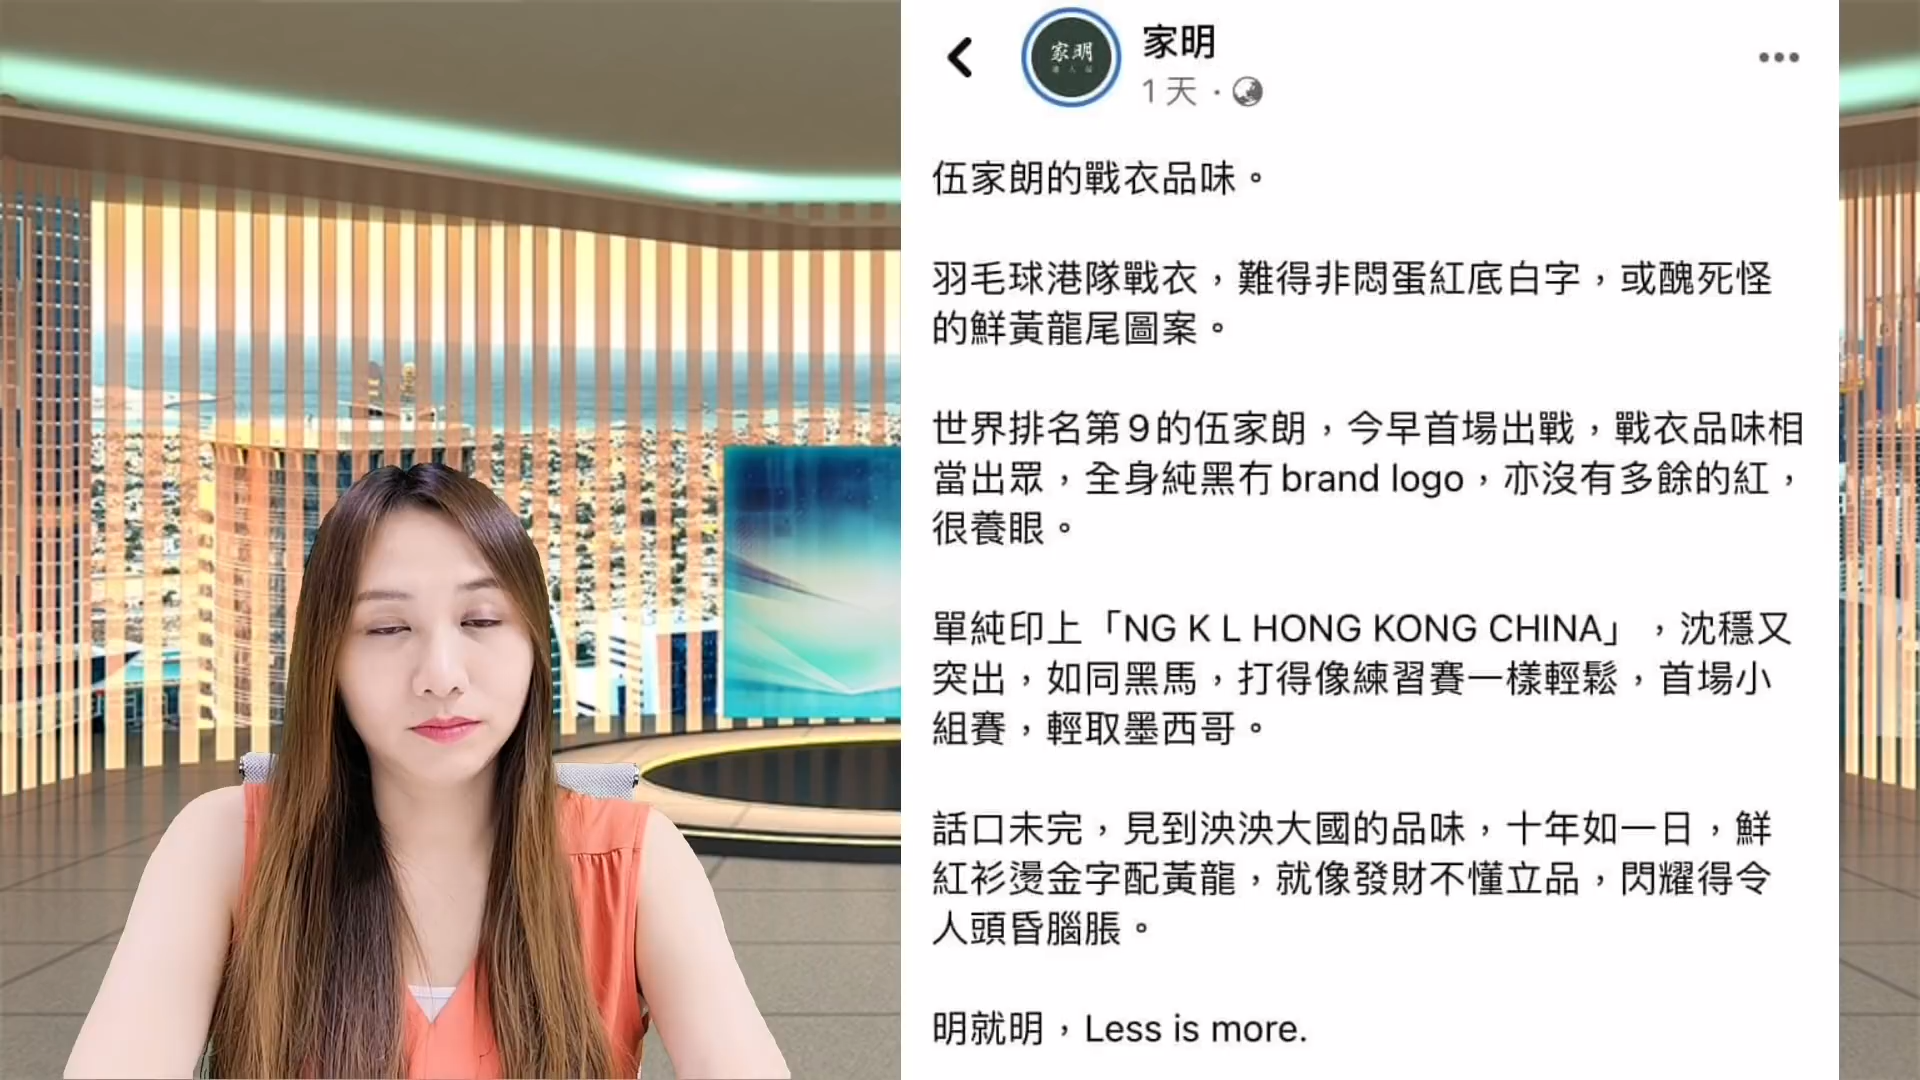 家明
家明
1 天
伍家朗的戰衣品味。
羽毛球港隊戰衣，難得非悶蛋紅底白字，或醜死怪
的鮮黃龍尾圖案。
世界排名第9的伍家朗，今早首場出戰，戰衣品味相
當出眾，全身純黑冇brand logo，亦沒有多餘的紅，
很養眼。
單純印上「NG K L HONG KONG CHINA」，沈穩又
突出，如同黑馬，打得像練習賽一樣輕鬆，首場小
組賽，輕取墨西哥。
話口未完，見到泱泱大國的品味，十年如一日，鮮
紅衫燙金字配黃龍，就像發財不懂立品，閃耀得令
人頭昏腦脹。
明就明，Less is more.